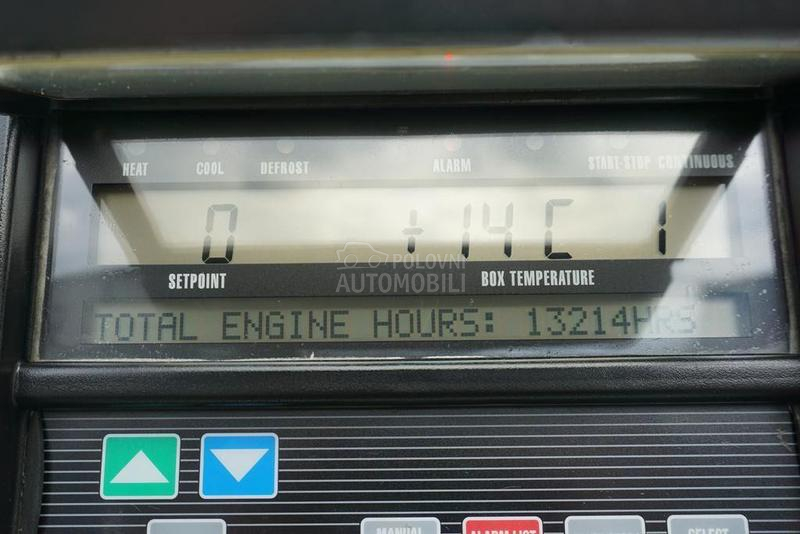 HEAT COOL DEFROST ALARM START-STOP CONTINUOUS
0 +14 C 1
SETPOINT BOX TEMPERATURE
POLOVNI
AUTOMOBILI
TOTAL ENGINE HOURS: 13214HRS
MANUAL ALARM LIST SELECT